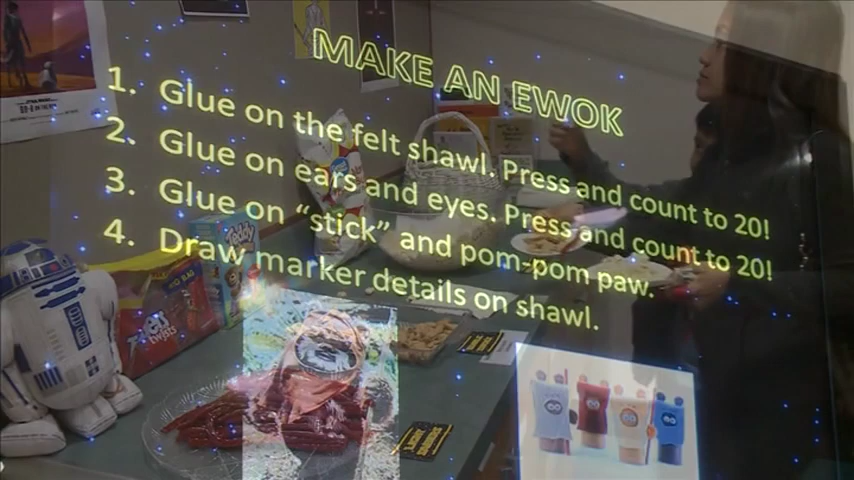 MAKE AN EWOK
1. Glue on the felt shawl. Press and count to 20!
2. Glue on ears and eyes. Press and count to 20!
3. Glue on “stick” and pom-pom paw.
4. Draw marker details on shawl.
Teddy
twists